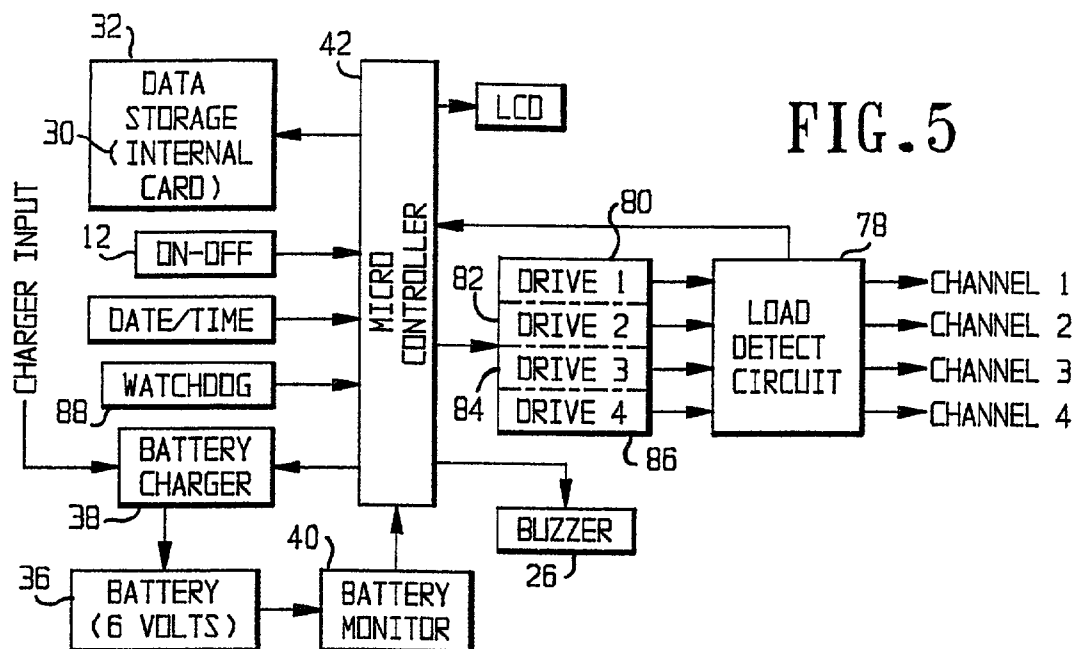 32
DATA
STORAGE
30
(INTERNAL
CARD)
42
MICRO
CONTROLLER
LCD
FIG.5
CHARGER INPUT
12
ON-OFF
DATE/TIME
WATCHDOG
88
BATTERY
CHARGER
38
36
BATTERY
(6 VOLTS)
40
BATTERY
MONITOR
80
DRIVE 1
82
DRIVE 2
DRIVE 3
84
DRIVE 4
86
78
LOAD
DETECT
CIRCUIT
CHANNEL 1
CHANNEL 2
CHANNEL 3
CHANNEL 4
BUZZER
26